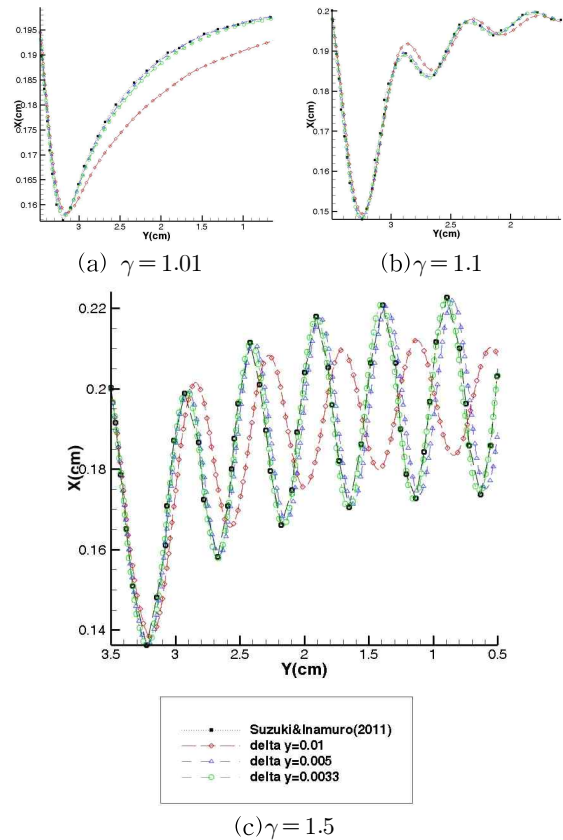 0.195
0.19
0.185
X(cm)
0.18
0.175
0.17
0.165
0.16
3 2.5 2 1.5 1
Y(cm)
(a) γ=1.01
0.2
0.19
0.18
X(cm)
0.17
0.16
0.15
3 2.5 2
Y(cm)
(b)γ=1.1
0.22
0.2
X(cm)
0.18
0.16
0.14
3.5 3 2.5 2 1.5 1 0.5
Y(cm)
Suzuki&Inamuro(2011)
delta y=0.01
delta y=0.005
delta y=0.0033
(c)γ=1.5